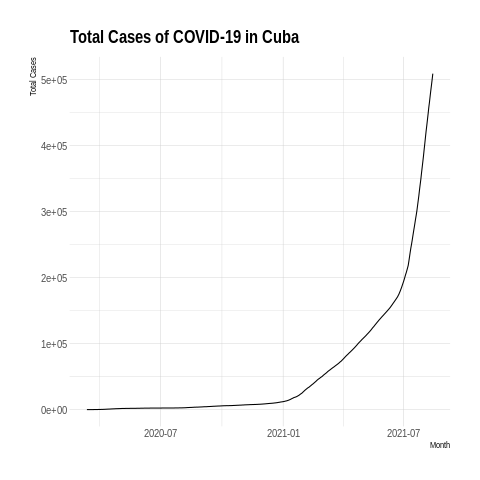 Total Cases of COVID-19 in Cuba
Total Cases
5e+05
4e+05
3e+05
2e+05
1e+05
0e+00
2020-07 2021-01 2021-07
Month